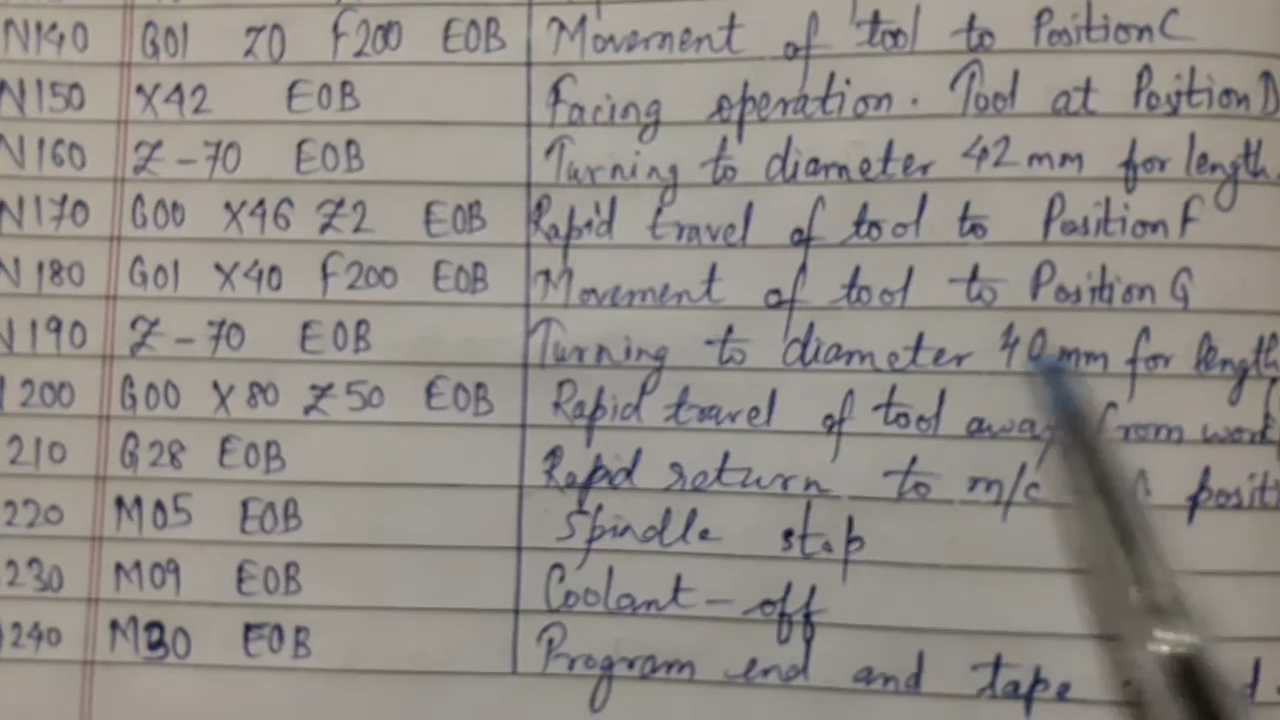 N140 G01 Z0 F200 EOB Movement of tool to Position C
N150 X42 EOB Facing operation. Tool at Position D
N160 Z-70 EOB Turning to diameter 42 mm for length
N170 G00 X46 Z2 EOB Rapid travel of tool to Position F
N180 G01 X40 F200 EOB Movement of tool to Position G
N190 Z-70 EOB Turning to diameter 40 mm for length
200 G00 X80 Z50 EOB Rapid travel of tool away from work
210 G28 EOB Rapid return to m/c
220 M05 EOB Spindle stop
230 M09 EOB Coolant-off
240 M30 EOB Program end and tape